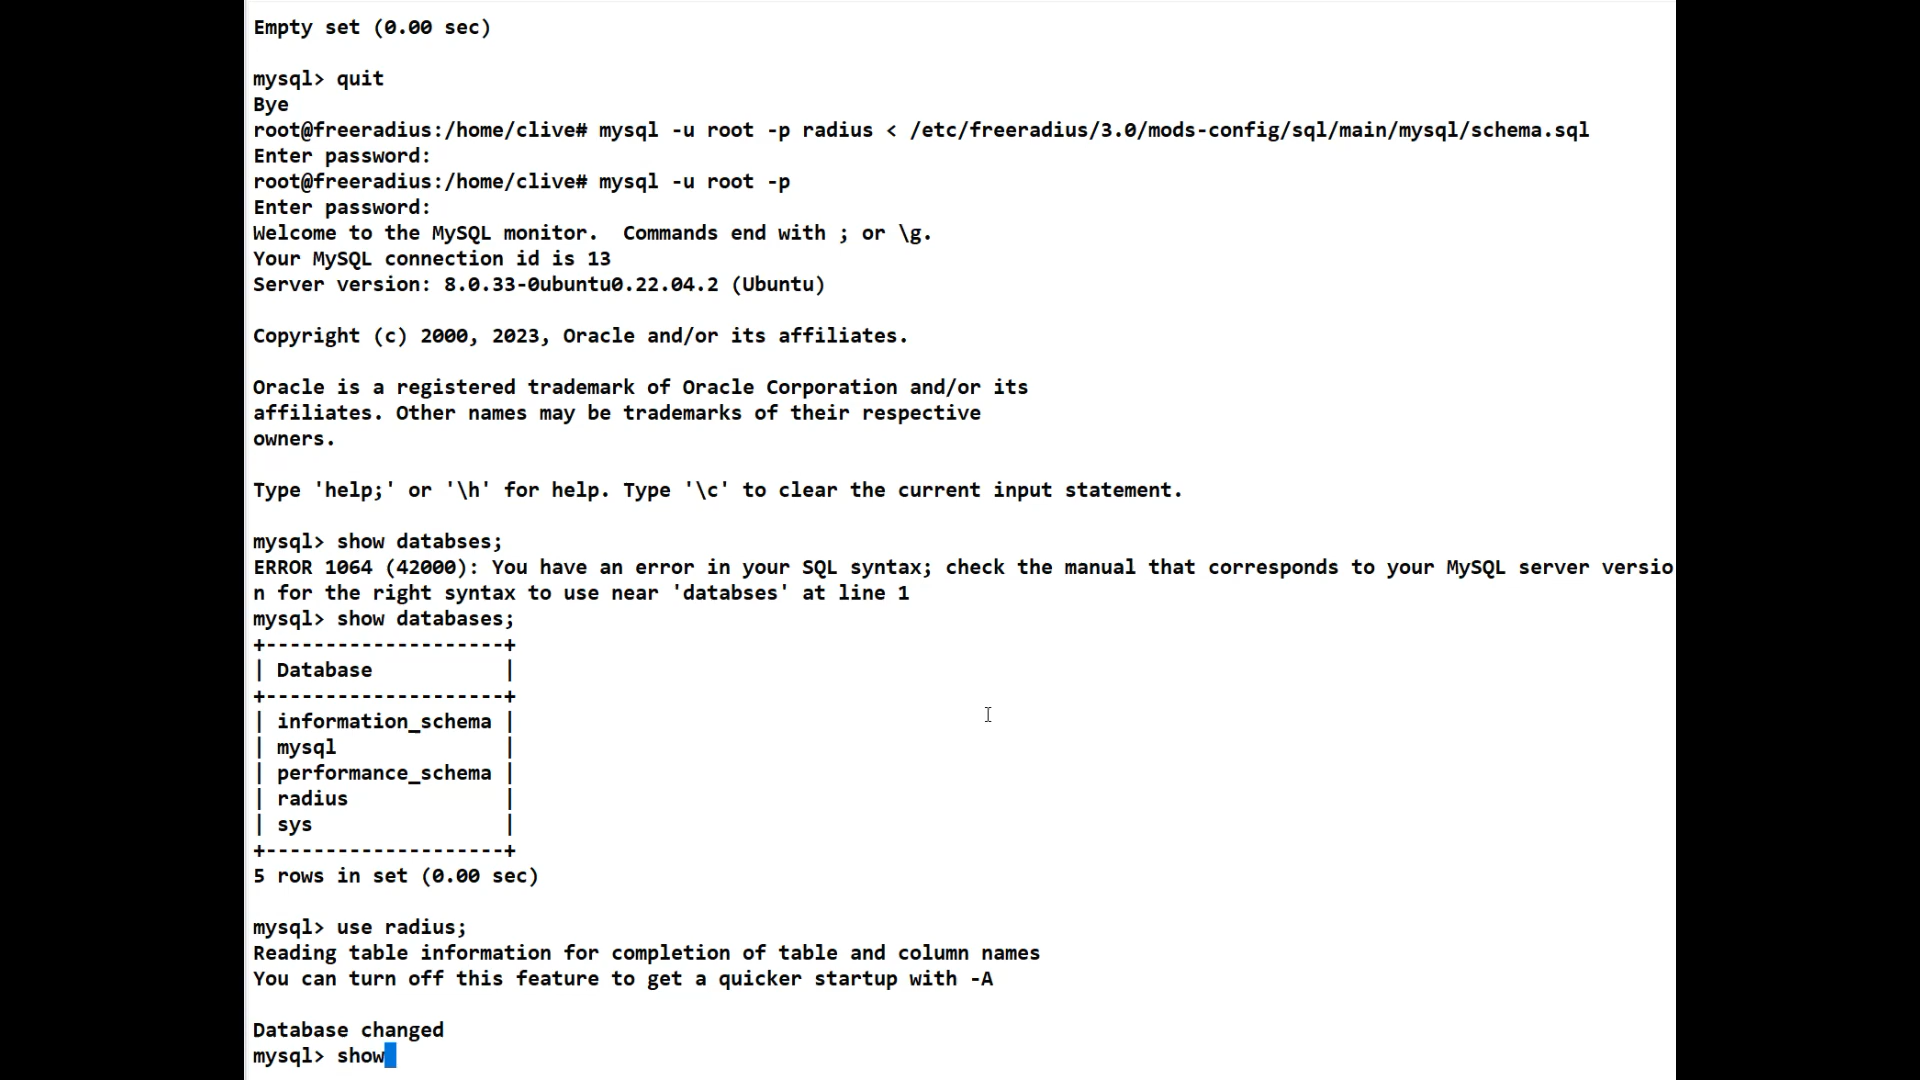 Empty set (0.00 sec)
mysql> quit
Bye
root@freeradius:/home/clive# mysql -u root -p radius < /etc/freeradius/3.0/mods-config/sql/main/mysql/schema.sql
Enter password:
root@freeradius:/home/clive# mysql -u root -p
Enter password:
Welcome to the MySQL monitor.  Commands end with ; or \g.
Your MySQL connection id is 13
Server version: 8.0.33-0ubuntu0.22.04.2 (Ubuntu)
Copyright (c) 2000, 2023, Oracle and/or its affiliates.
Oracle is a registered trademark of Oracle Corporation and/or its
affiliates. Other names may be trademarks of their respective
owners.
Type 'help;' or '\h' for help. Type '\c' to clear the current input statement.
mysql> show databses;
ERROR 1064 (42000): You have an error in your SQL syntax; check the manual that corresponds to your MySQL server versio
n for the right syntax to use near 'databses' at line 1
mysql> show databases;
+--------------------+
| Database           |
+--------------------+
| information_schema |
| mysql              |
| performance_schema |
| radius             |
| sys                |
+--------------------+
5 rows in set (0.00 sec)
mysql> use radius;
Reading table information for completion of table and column names
You can turn off this feature to get a quicker startup with -A
Database changed
mysql> show